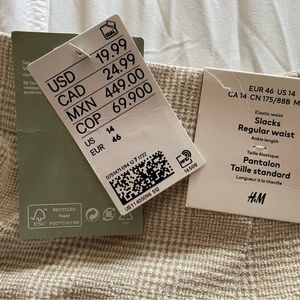 USD 19.99
CAD 24.99
MXN 449.00
COP 69.900
US 14
EUR 46
RECYCLED
Paper
FSC
EUR 46 US 14
CA 14 CN 175/88B M
Elastic waist
Slacks
Regular waist
Ankle length
Taille élastique
Pantalon
Taille standard
Longueur à la cheville
H&M